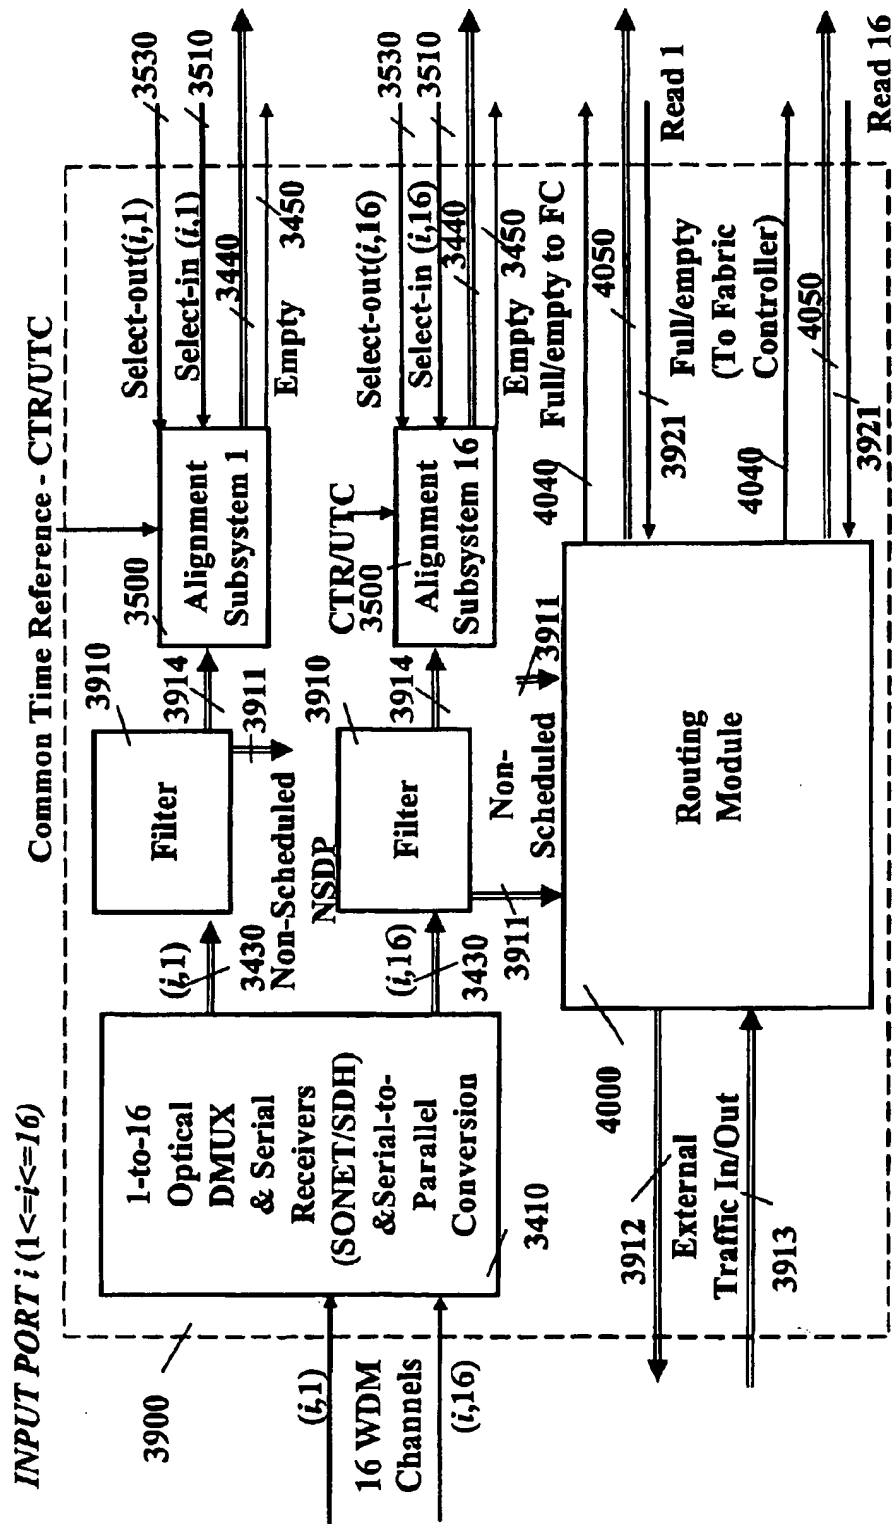 INPUT PORT i (1<=i<=16)
Common Time Reference - CTR/UTC
3900
(i,1)
16 WDM
Channels
(i,16)
1-to-16
Optical
DMUX
& Serial
Receivers
(SONET/SDH)
&Serial-to-
Parallel
Conversion
3410
(i,1)
3430
Non-Scheduled
NSDP
(i,16)
3430
3910
Filter
3914
3911
3910
Filter
3914
3911
Non-
Scheduled
3911
3500
Alignment
Subsystem 1
CTR/UTC
3500
Alignment
Subsystem 16
Select-out(i,1)
3530
Select-in (i,1)
3510
3440
Empty
3450
Select-out(i,16)
3530
Select-in (i,16)
3510
3440
Empty
3450
Full/empty to FC
4040
4050
3921
Read 1
Full/empty
(To Fabric
Controller)
4040
4050
3921
Read 16
Routing
Module
4000
3912
External
Traffic In/Out
3913